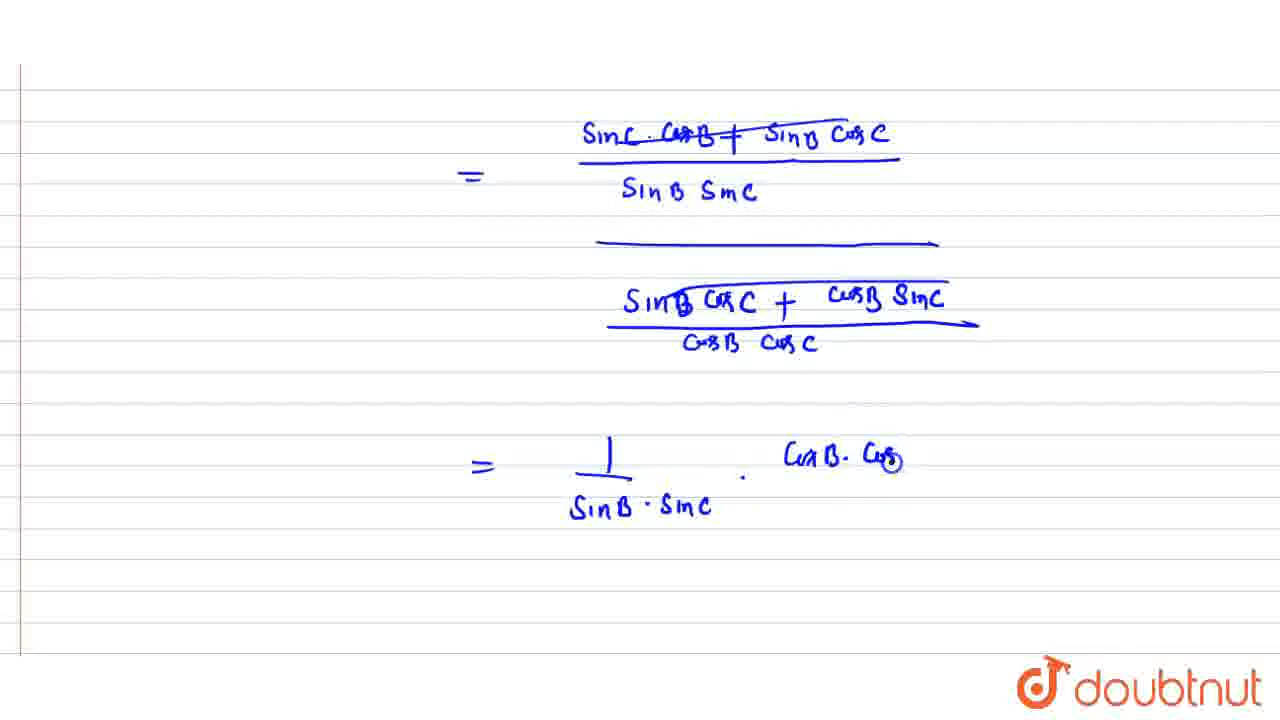 SinC . CosB + SinB CosC
=
SinB SinC
SinB CosC + CosB SinC
CosB CosC
= 1 . CosB . Cos
SinB . SinC
doubtnut